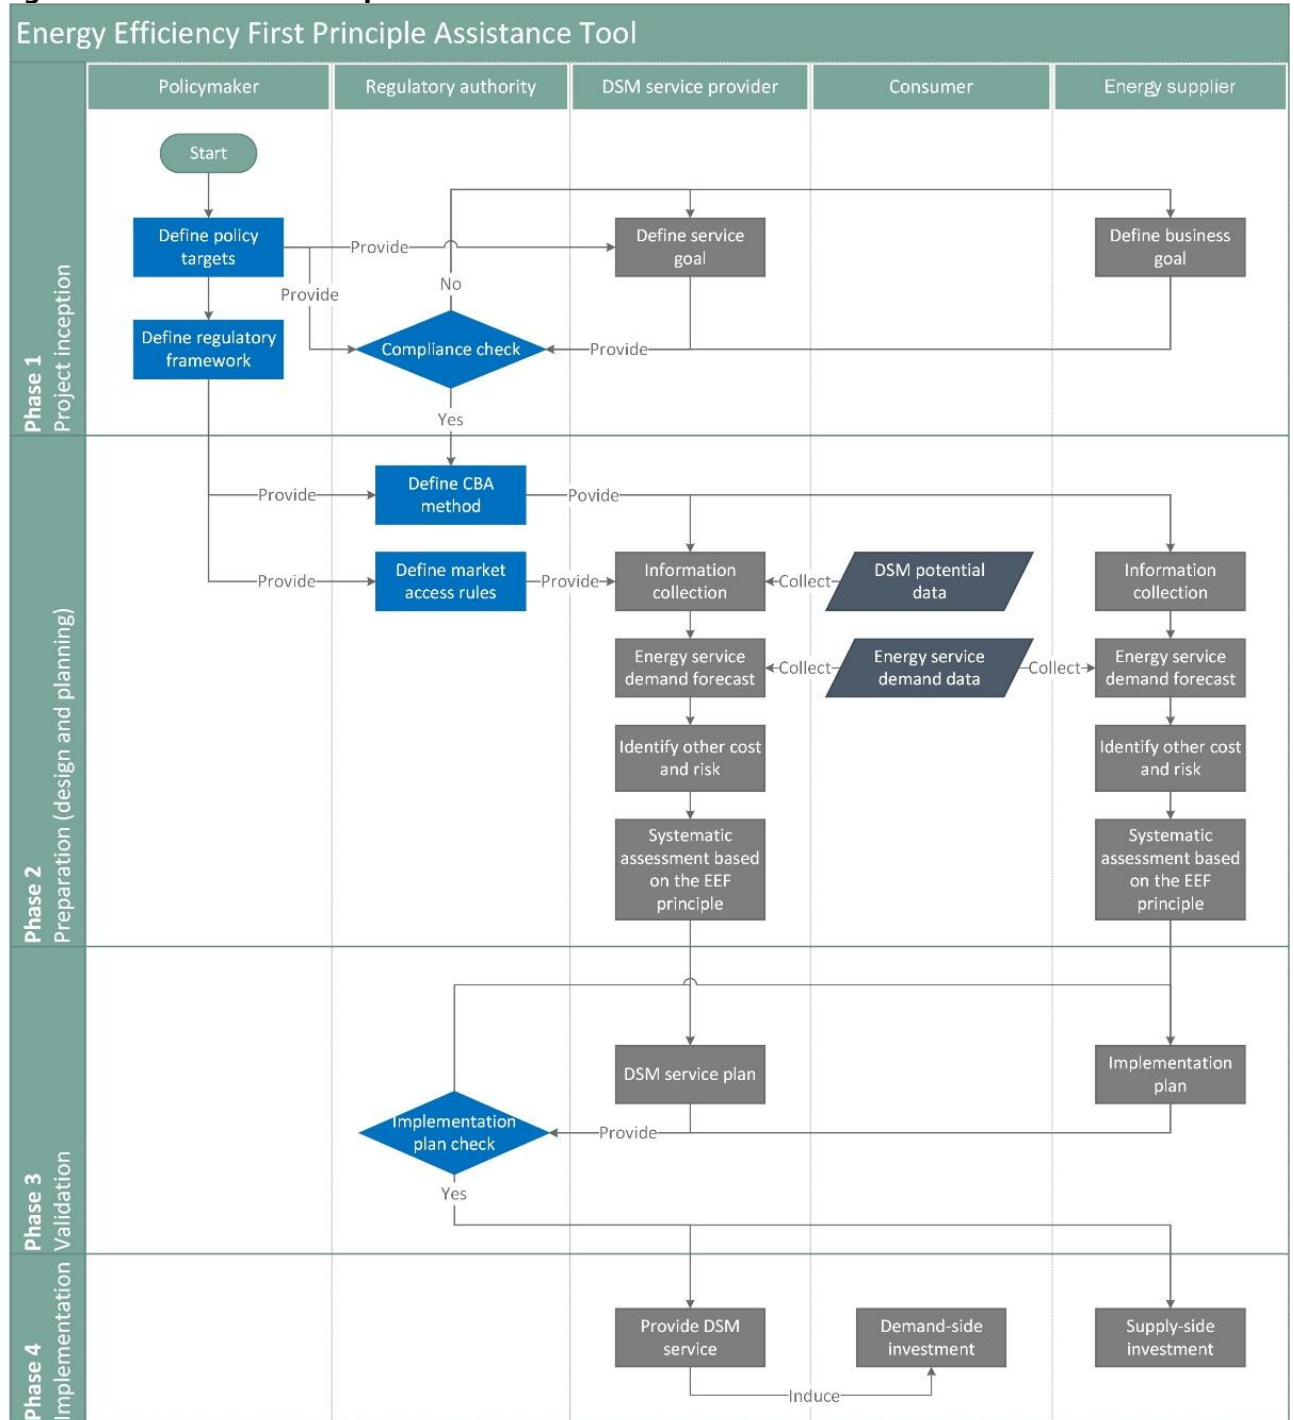 Energy Efficiency First Principle Assistance Tool
Policymaker
Regulatory authority
DSM service provider
Consumer
Energy supplier
Phase 1
Project inception
Start
Define policy
targets
Provide
Define service
goal
Define business
goal
No
Provide
Define regulatory
framework
Compliance check
Provide
Yes
Phase 2
Preparation (design and planning)
Provide
Define CBA
method
Povide
Provide
Define market
access rules
Provide
Information
collection
Collect
DSM potential
data
Information
collection
Energy service
demand forecast
Collect
Energy service
demand data
Collect
Energy service
demand forecast
Identify other cost
and risk
Identify other cost
and risk
Systematic
assessment based
on the EEF
principle
Systematic
assessment based
on the EEF
principle
Phase 3
Validation
DSM service plan
Implementation
plan
Implementation
plan check
Provide
Yes
Phase 4
Implementation
Provide DSM
service
Demand-side
investment
Supply-side
investment
Induce